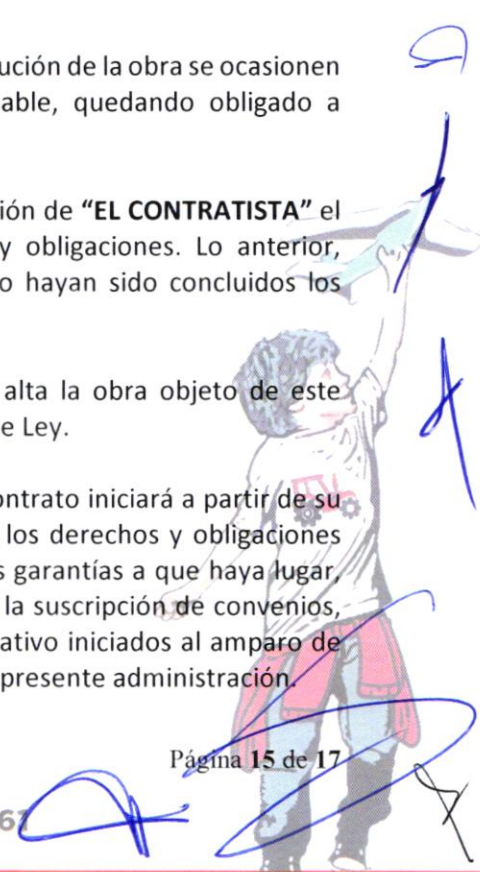 ución de la obra se ocasionen
able, quedando obligado a
ión de "EL CONTRATISTA" el
y obligaciones. Lo anterior,
o hayan sido concluidos los
alta la obra objeto de este
e Ley.
ontrato iniciará a partir de su
los derechos y obligaciones
s garantías a que haya lugar,
la suscripción de convenios,
ativo iniciados al amparo de
presente administración.
Página 15 de 17